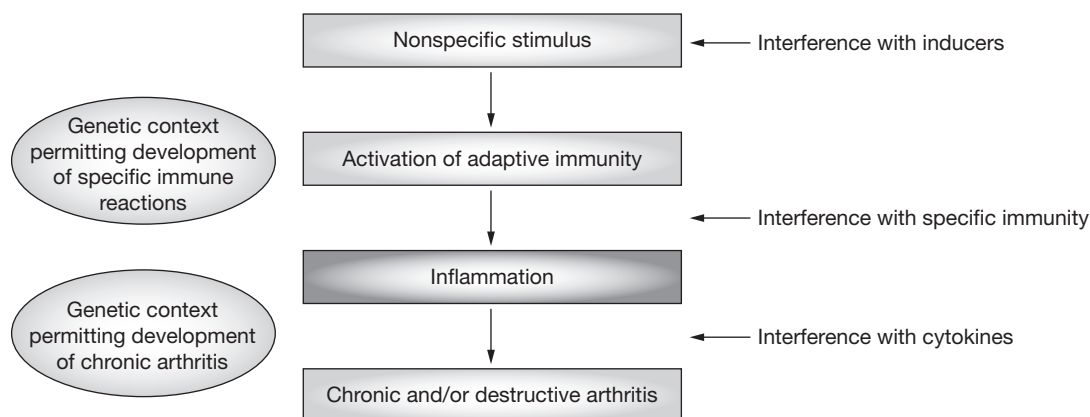 Nonspecific stimulus
Interference with inducers
Genetic context
permitting development
of specific immune
reactions
Activation of adaptive immunity
Interference with specific immunity
Inflammation
Genetic context
permitting development
of chronic arthritis
Interference with cytokines
Chronic and/or destructive arthritis